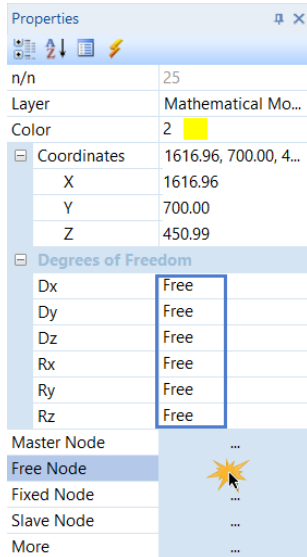 Properties
n/n 25
Layer Mathematical Mo...
Color 2
Coordinates 1616.96, 700.00, 4...
X 1616.96
Y 700.00
Z 450.99
Degrees of Freedom
Dx Free
Dy Free
Dz Free
Rx Free
Ry Free
Rz Free
Master Node ...
Free Node
Fixed Node ...
Slave Node ...
More ...